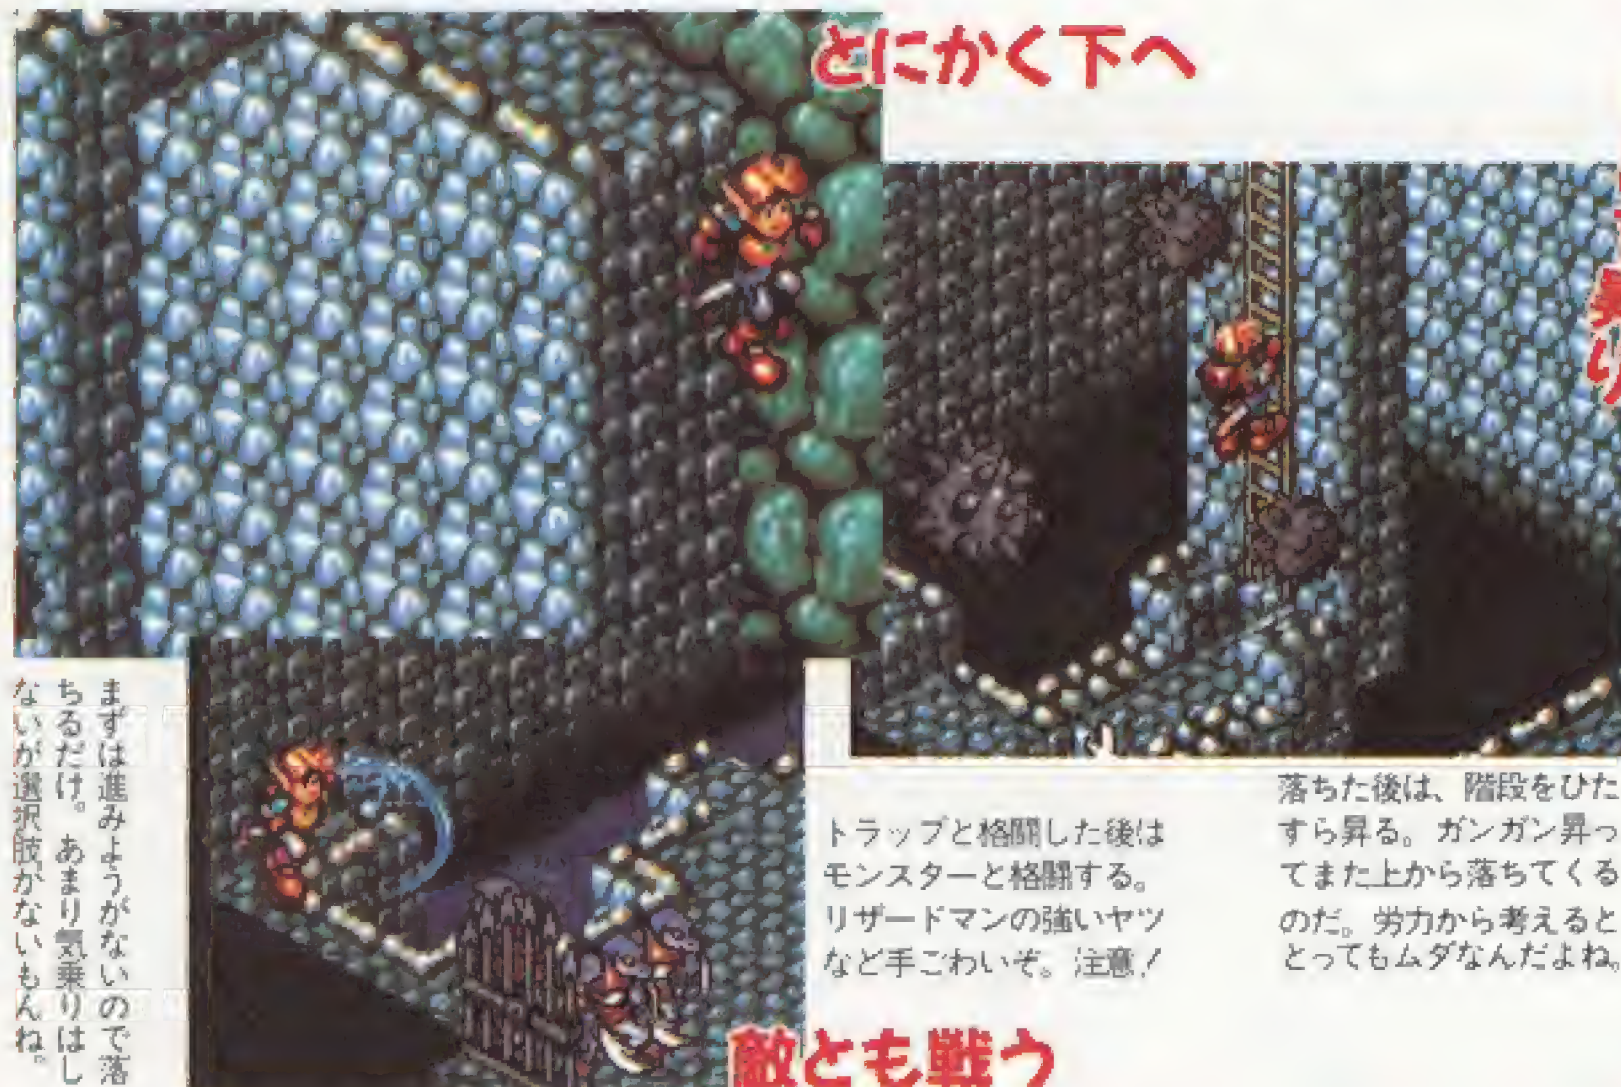 とにかく下へ
まずは進みようがないので落
ちるだけ。あまり気乗りはし
ないが選択肢がないもんね。
トラップと格闘した後は
モンスターと格闘する。
リザードマンの強いヤツ
など手ごわいぞ。注意！
落ちた後は、階段をひた
すら昇る。ガンガン昇っ
てまた上から落ちてくる
のだ。労力から考えると
とってもムダなんだよね。
敵とも戦う